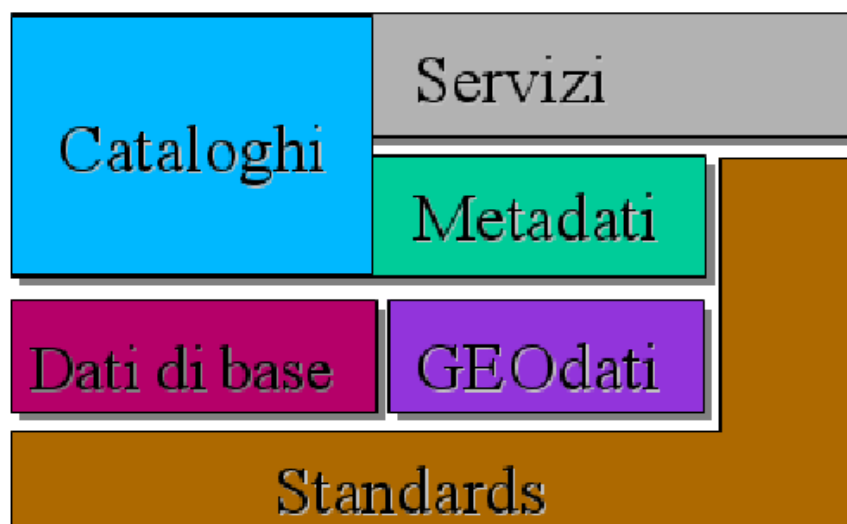 Servizi
Cataloghi
Metadati
Dati di base
GEOdati
Standards